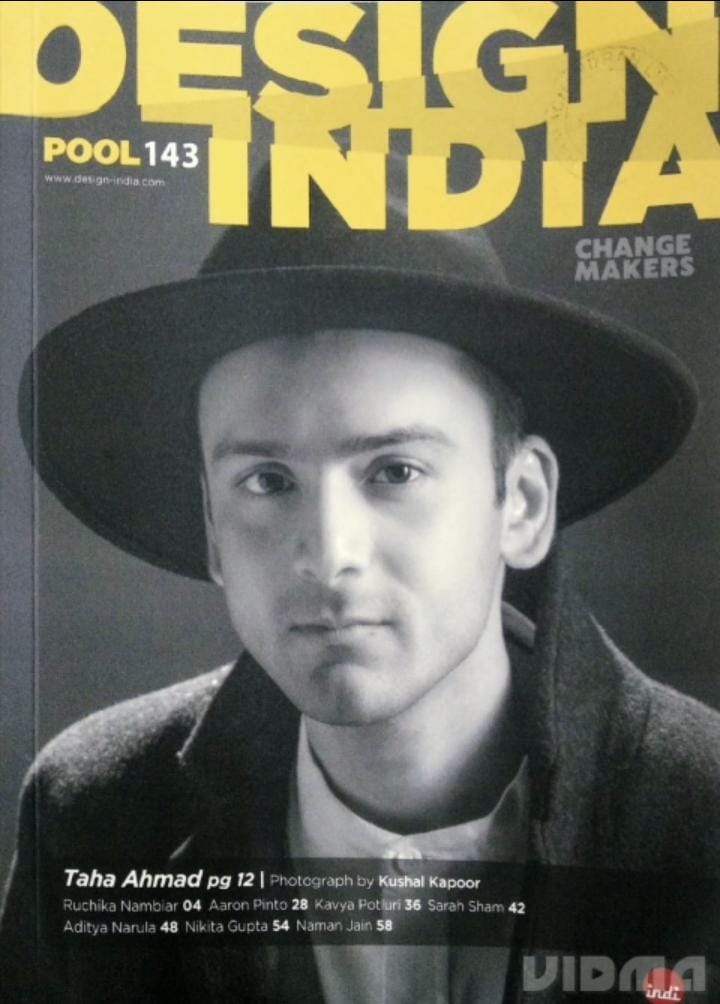 DESIGN
INDIA
POOL 143
www.design-india.com
CHANGE
MAKERS
Taha Ahmad pg 12 | Photograph by Kushal Kapoor
Ruchika Nambiar 04 Aaron Pinto 28 Kavya Potluri 36 Sarah Sham 42
Aditya Narula 48 Nikita Gupta 54 Naman Jain 58
VIDMA
indi